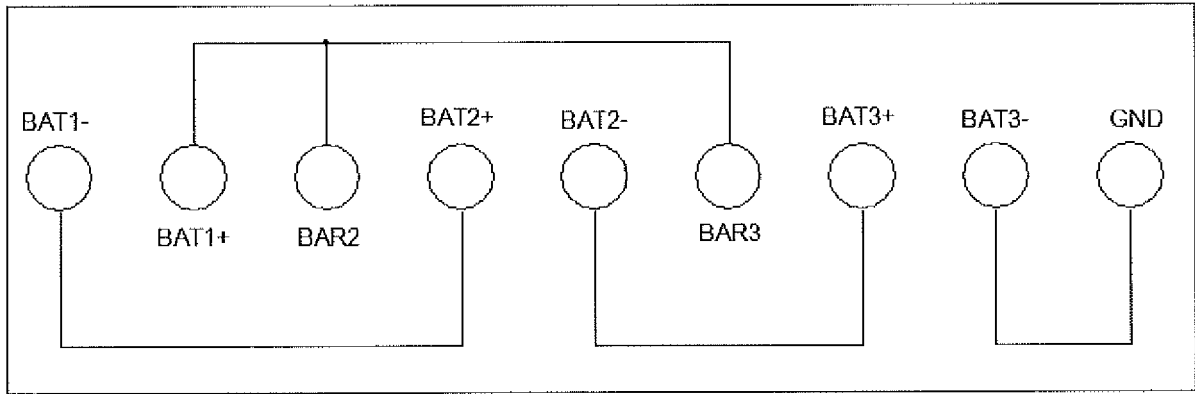 BAT1-
BAT2+
BAT2-
BAT3+
BAT3-
GND
BAT1+
BAR2
BAR3